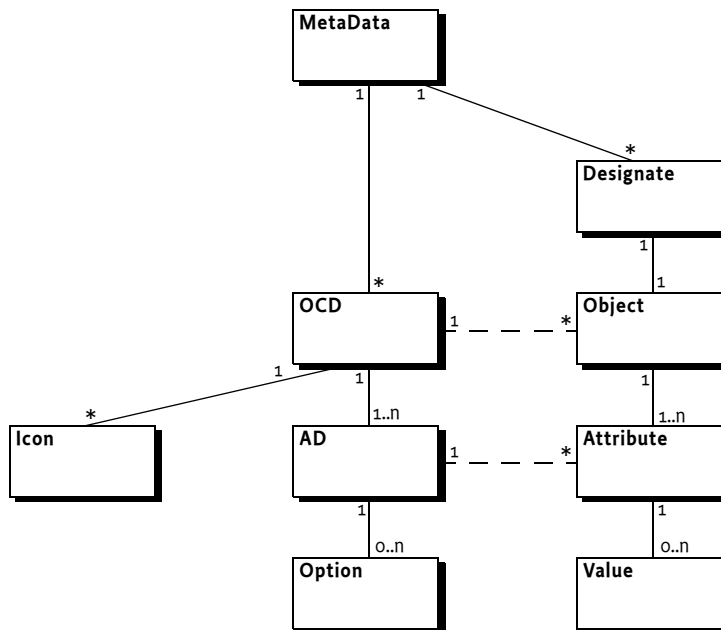 MetaData
1
1
*
Designate
1
*
1
OCD
1
*
Object
1
1
1
*
1..n
1..n
Icon
AD
1
*
Attribute
1
1
0..n
0..n
Option
Value